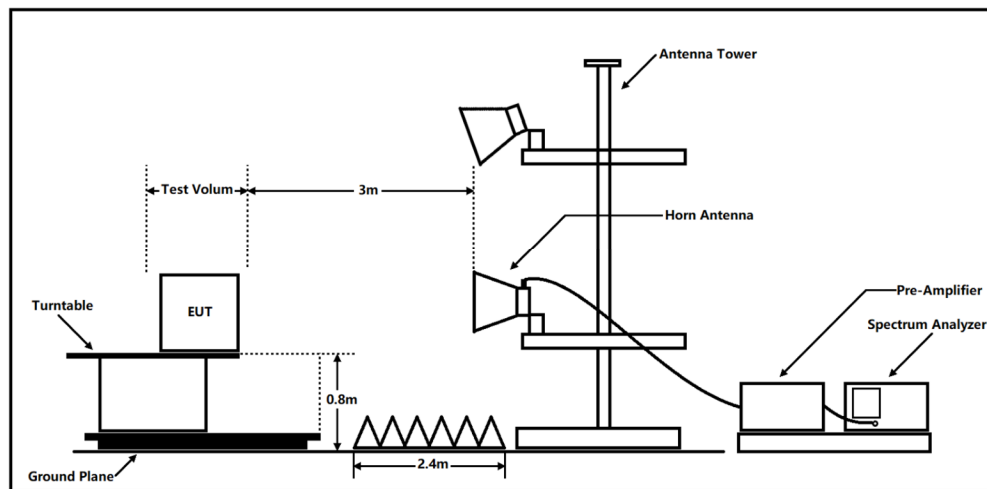 Antenna Tower
Test Volum
3m
Horn Antenna
Pre-Amplifier
EUT
Turntable
Spectrum Analyzer
0.8m
2.4m
Ground Plane